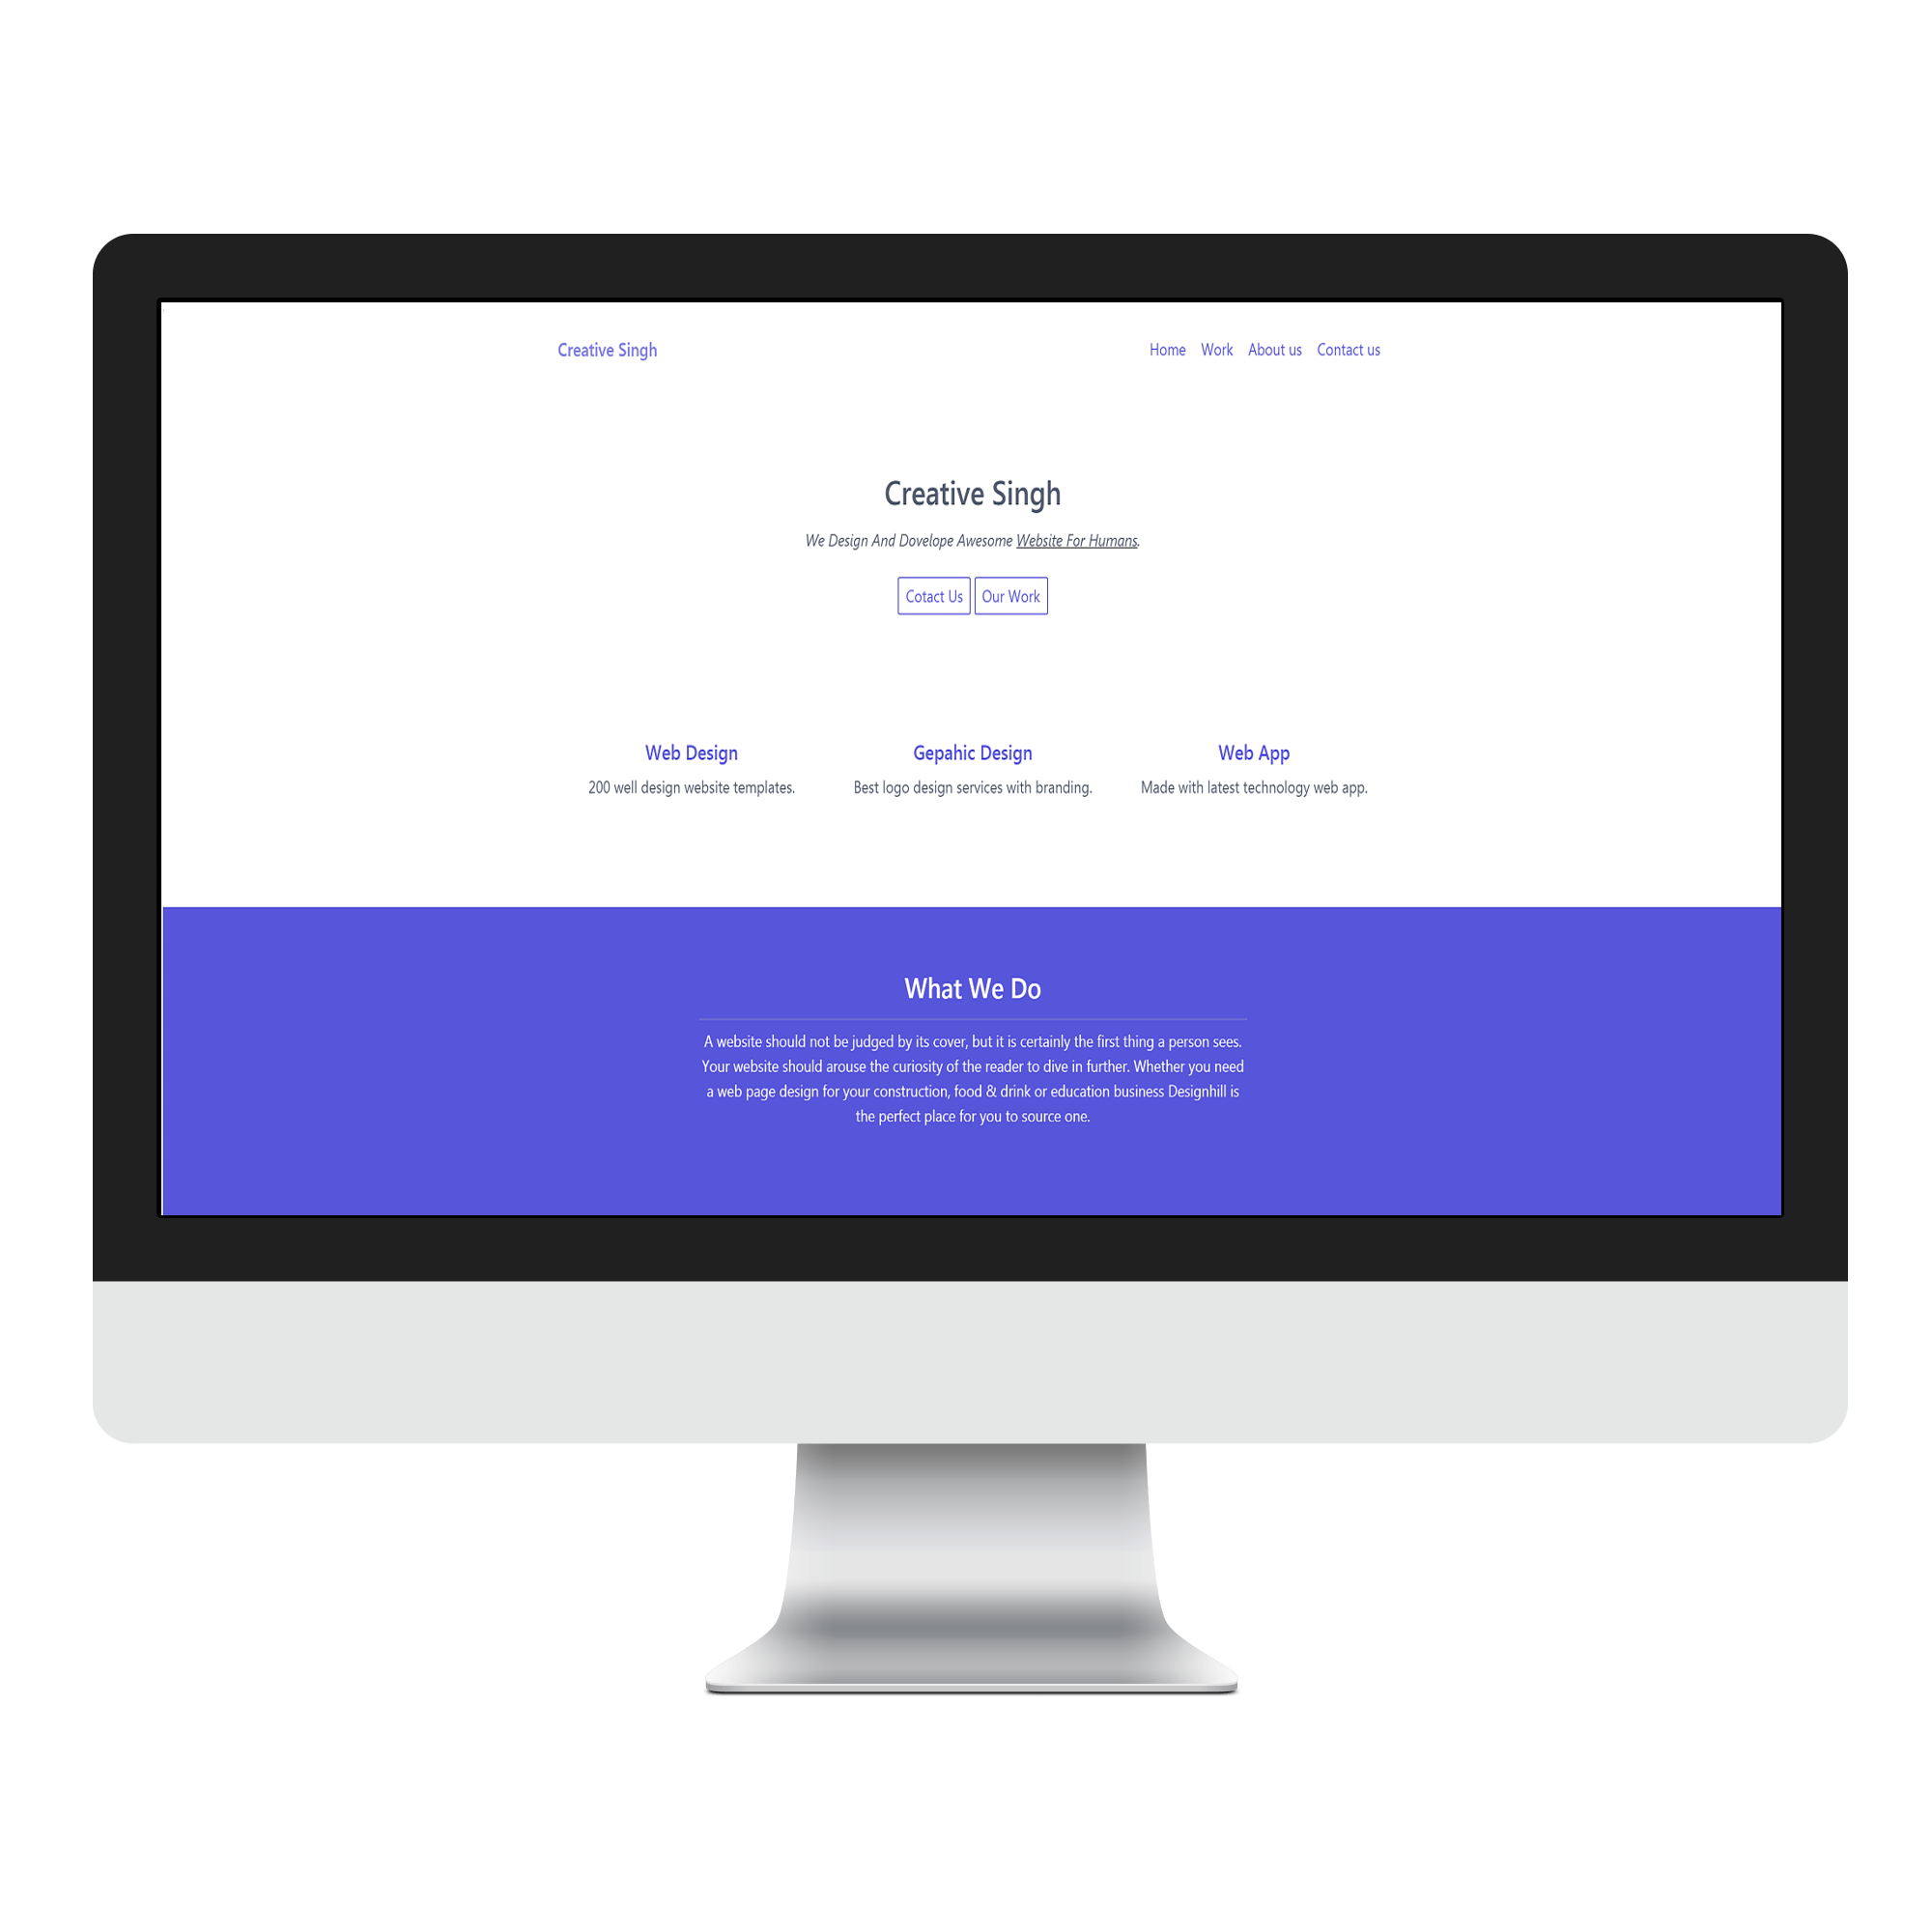 Creative Singh
Home Work About us Contact us
Creative Singh
We Design And Dovelope Awesome Website For Humans.
Cotact Us Our Work
Web Design Gepahic Design Web App
200 well design website templates. Best logo design services with branding. Made with latest technology web app.
What We Do
A website should not be judged by its cover, but it is certainly the first thing a person sees.
Your website should arouse the curiosity of the reader to dive in further. Whether you need
a web page design for your construction, food & drink or education business Designhill is
the perfect place for you to source one.